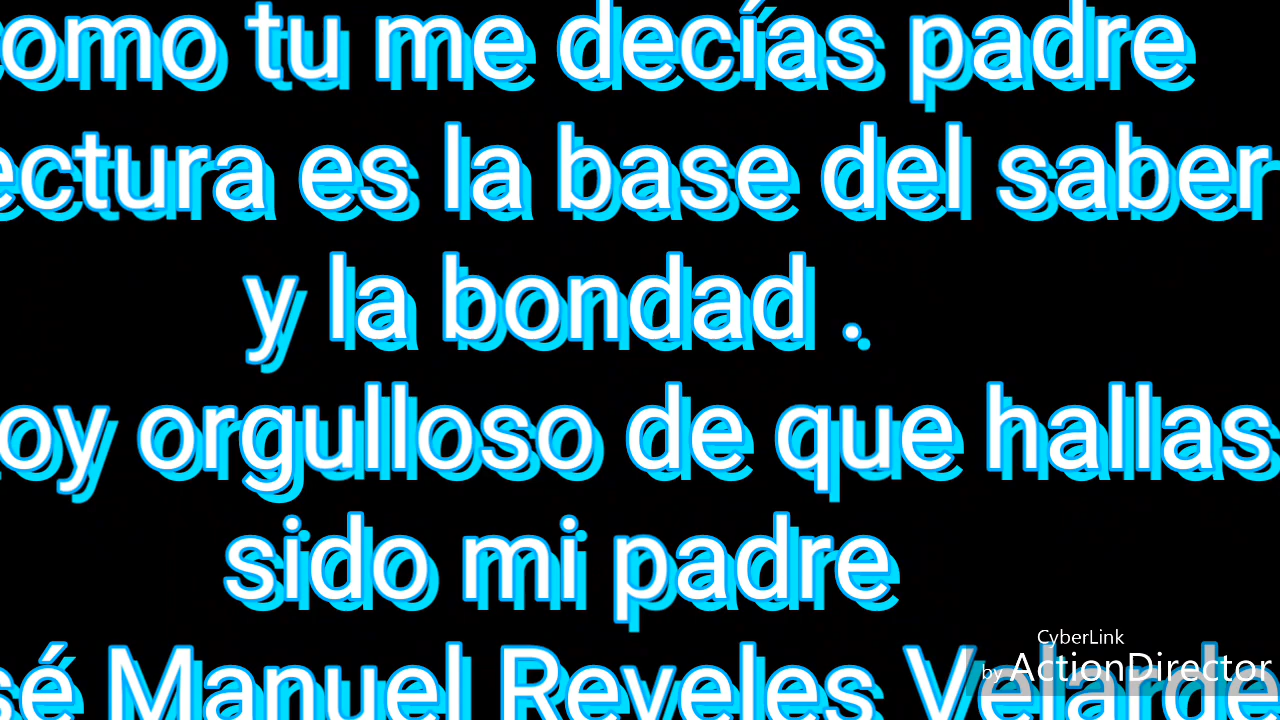 omo tu me decías padre
ectura es la base del saber
y la bondad .
oy orgulloso de que hallas
sido mi padre
sé Manuel Reveles Velarde
CyberLink
by ActionDirector